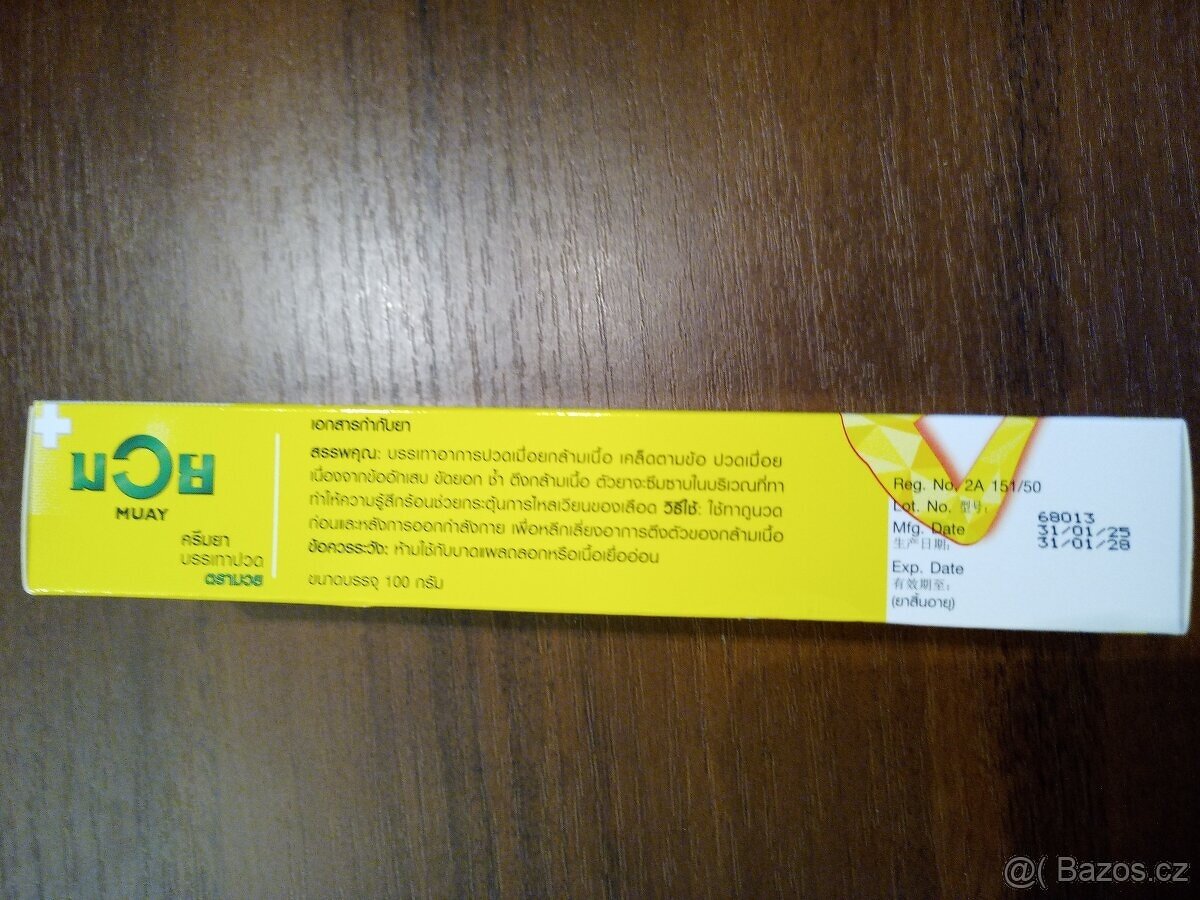 มวย
MUAY
ครีมยา
บรรเทาปวด
ตรามวย
เอกสารกำกับยา
สรรพคุณ: บรรเทาอาการปวดเมื่อยกล้ามเนื้อ เคล็ดตามข้อ ปวดเมื่อย
เนื่องจากข้ออักเสบ ขัดยอก ช้ำ ตึงกล้ามเนื้อ ตัวยาจะซึมซาบในบริเวณที่ทา
ทำให้ความรู้สึกร้อนช่วยกระตุ้นการไหลเวียนของเลือด วิธีใช้: ใช้ทาถูนวด
ก่อนและหลังการออกกำลังกาย เพื่อหลีกเลี่ยงอาการตึงตัวของกล้ามเนื้อ
ข้อควรระวัง: ห้ามใช้กับบาดแผลถลอกหรือเนื้อเยื่ออ่อน
ขนาดบรรจุ 100 กรัม
Reg. No. 2A 151/50
Lot. No. 型号:
68013
Mfg. Date
31/01/25
生产日期:
31/01/28
Exp. Date
有效期至:
(ยาสิ้นอายุ)
@( Bazos.cz